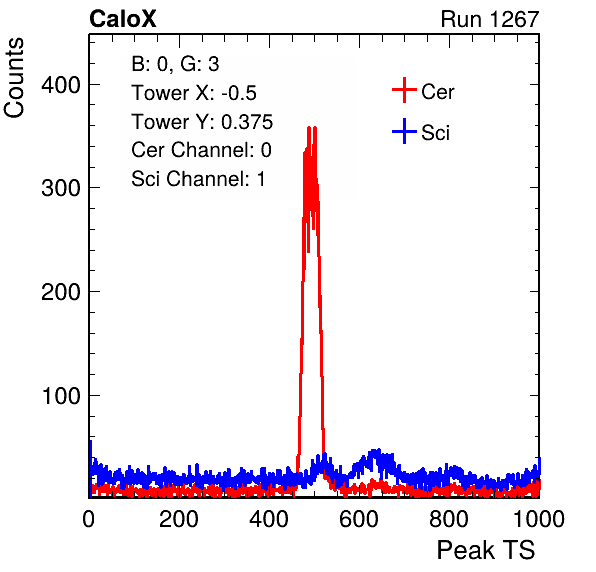 CaloX Run 1267
Counts
B: 0, G: 3
Tower X: -0.5
Tower Y: 0.375
Cer Channel: 0
Sci Channel: 1
Cer
Sci
400
300
200
100
0 200 400 600 800 1000
Peak TS